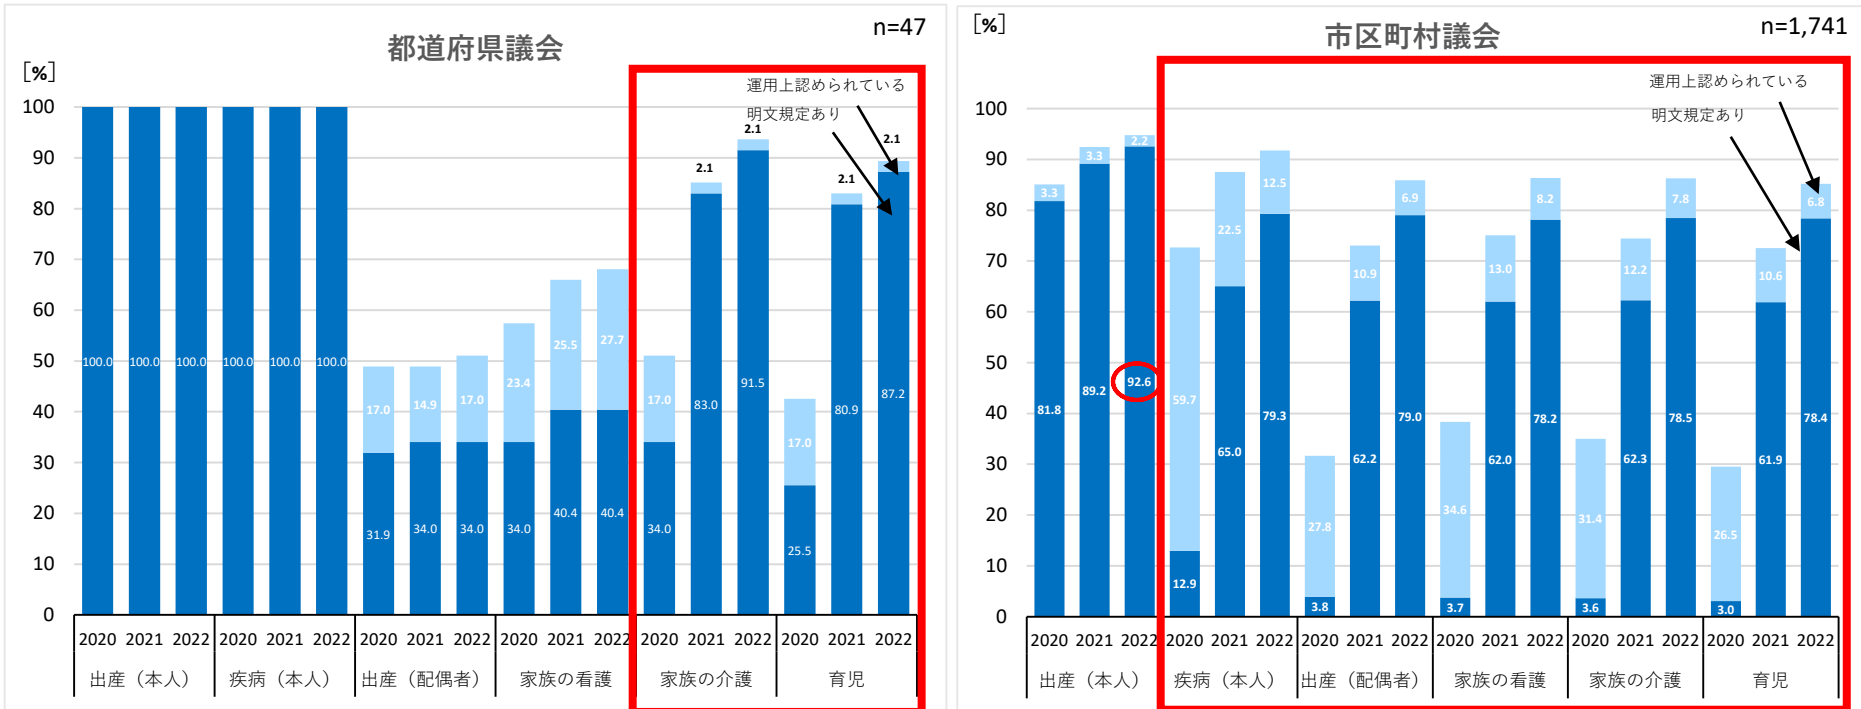 都道府県議会
n=47
[%]
運用上認められている
明文規定あり
100
90
80
70
60
50
40
30
20
10
0
100.0 100.0 100.0 100.0 100.0 100.0
31.9 34.0 34.0 34.0 40.4 40.4 34.0 83.0 91.5 25.5 80.9 87.2
17.0 14.9 17.0 23.4 25.5 27.7 17.0 2.1 2.1 17.0 2.1 2.1
2020 2021 2022 2020 2021 2022 2020 2021 2022 2020 2021 2022 2020 2021 2022 2020 2021 2022
出産（本人） 疾病（本人） 出産（配偶者） 家族の看護 家族の介護 育児
[%]
市区町村議会
n=1,741
運用上認められている
明文規定あり
100
90
80
70
60
50
40
30
20
10
0
3.3 3.3 2.2 59.7 22.5 12.5 27.8 10.9 6.9 34.6 13.0 8.2 31.4 12.2 7.8 26.5 10.6 6.8
81.8 89.2 92.6 12.9 65.0 79.3 3.8 62.2 79.0 3.7 62.0 78.2 3.6 62.3 78.5 3.0 61.9 78.4
2020 2021 2022 2020 2021 2022 2020 2021 2022 2020 2021 2022 2020 2021 2022 2020 2021 2022
出産（本人） 疾病（本人） 出産（配偶者） 家族の看護 家族の介護 育児